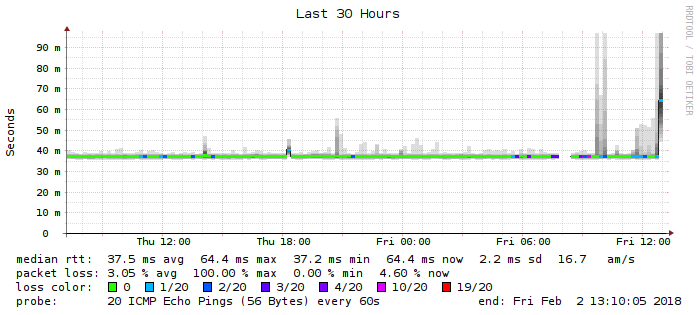 Last 30 Hours
RRDTOOL / TOBI OETIKER
Seconds
90 m
80 m
70 m
60 m
50 m
40 m
30 m
20 m
10 m
0
Thu 12:00 Thu 18:00 Fri 00:00 Fri 06:00 Fri 12:00
median rtt: 37.5 ms avg 64.4 ms max 37.2 ms min 64.4 ms now 2.2 ms sd 16.7 am/s
packet loss: 3.05 % avg 100.00 % max 0.00 % min 4.60 % now
loss color: 0 1/20 2/20 3/20 4/20 10/20 19/20
probe: 20 ICMP Echo Pings (56 Bytes) every 60s end: Fri Feb 2 13:10:05 2018